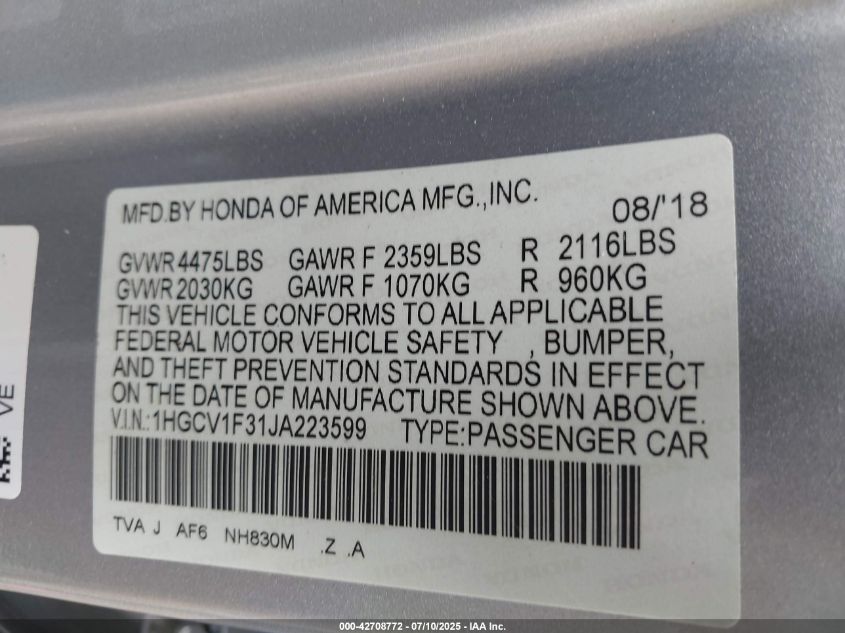 MFD.BY HONDA OF AMERICA MFG.,INC. 08/'18
GVWR 4475LBS GAWR F 2359LBS R 2116LBS
GVWR 2030KG GAWR F 1070KG R 960KG
THIS VEHICLE CONFORMS TO ALL APPLICABLE
FEDERAL MOTOR VEHICLE SAFETY , BUMPER,
AND THEFT PREVENTION STANDARDS IN EFFECT
ON THE DATE OF MANUFACTURE SHOWN ABOVE.
V.I.N.:1HGCV1F31JA223599 TYPE:PASSENGER CAR
TVA J AF6 NH830M .Z .A
VE
000-42708772 - 07/10/2025 - IAA Inc.